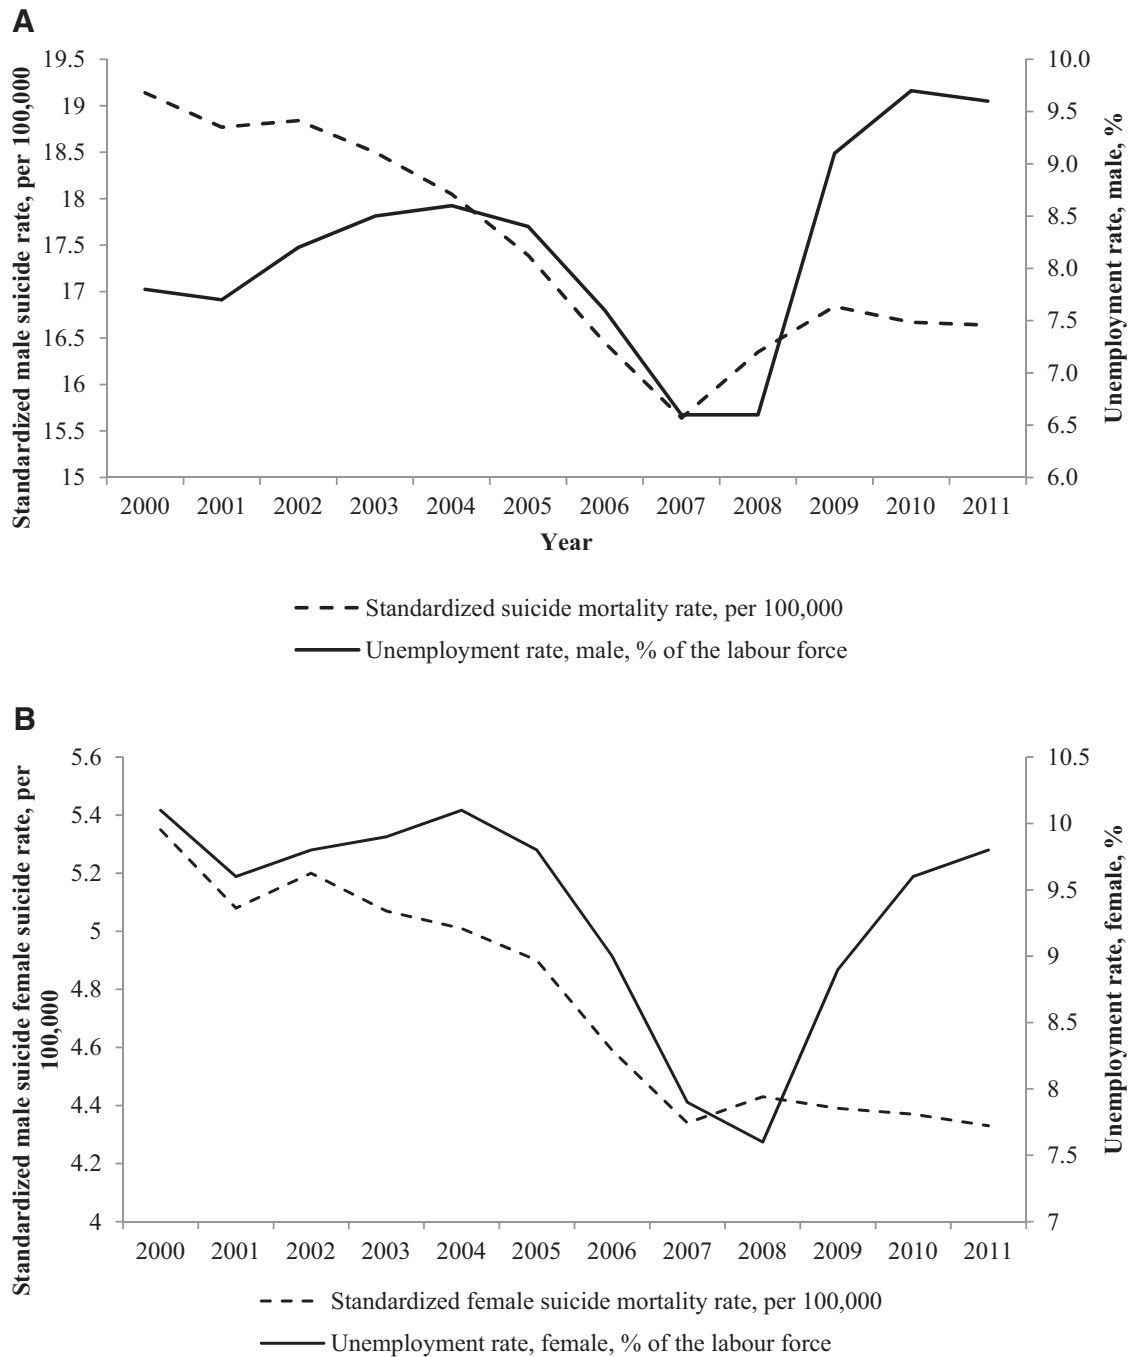 A
Standardized male suicide rate, per 100,000
19.5
19
18.5
18
17.5
17
16.5
16
15.5
15
10.0
9.5
9.0
8.5
8.0
7.5
7.0
6.5
6.0
Unemployment rate, male, %
2000 2001 2002 2003 2004 2005 2006 2007 2008 2009 2010 2011
Year
Standardized suicide mortality rate, per 100,000
Unemployment rate, male, % of the labour force
B
Standardized male suicide female suicide rate, per
100,000
5.6
5.4
5.2
5
4.8
4.6
4.4
4.2
4
10.5
10
9.5
9
8.5
8
7.5
7
Unemployment rate, female, %
2000 2001 2002 2003 2004 2005 2006 2007 2008 2009 2010 2011
Standardized female suicide mortality rate, per 100,000
Unemployment rate, female, % of the labour force